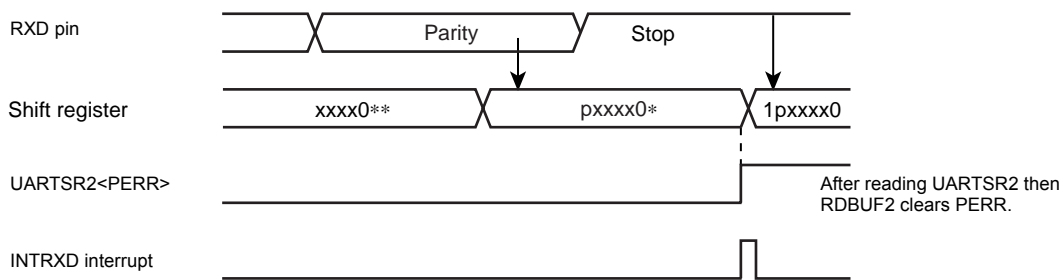 RXD pin
Parity
Stop
Shift register
xxxx0**
pxxxx0*
1pxxxx0
UARTSR2<PERR>
After reading UARTSR2 then
RDBUF2 clears PERR.
INTRXD interrupt